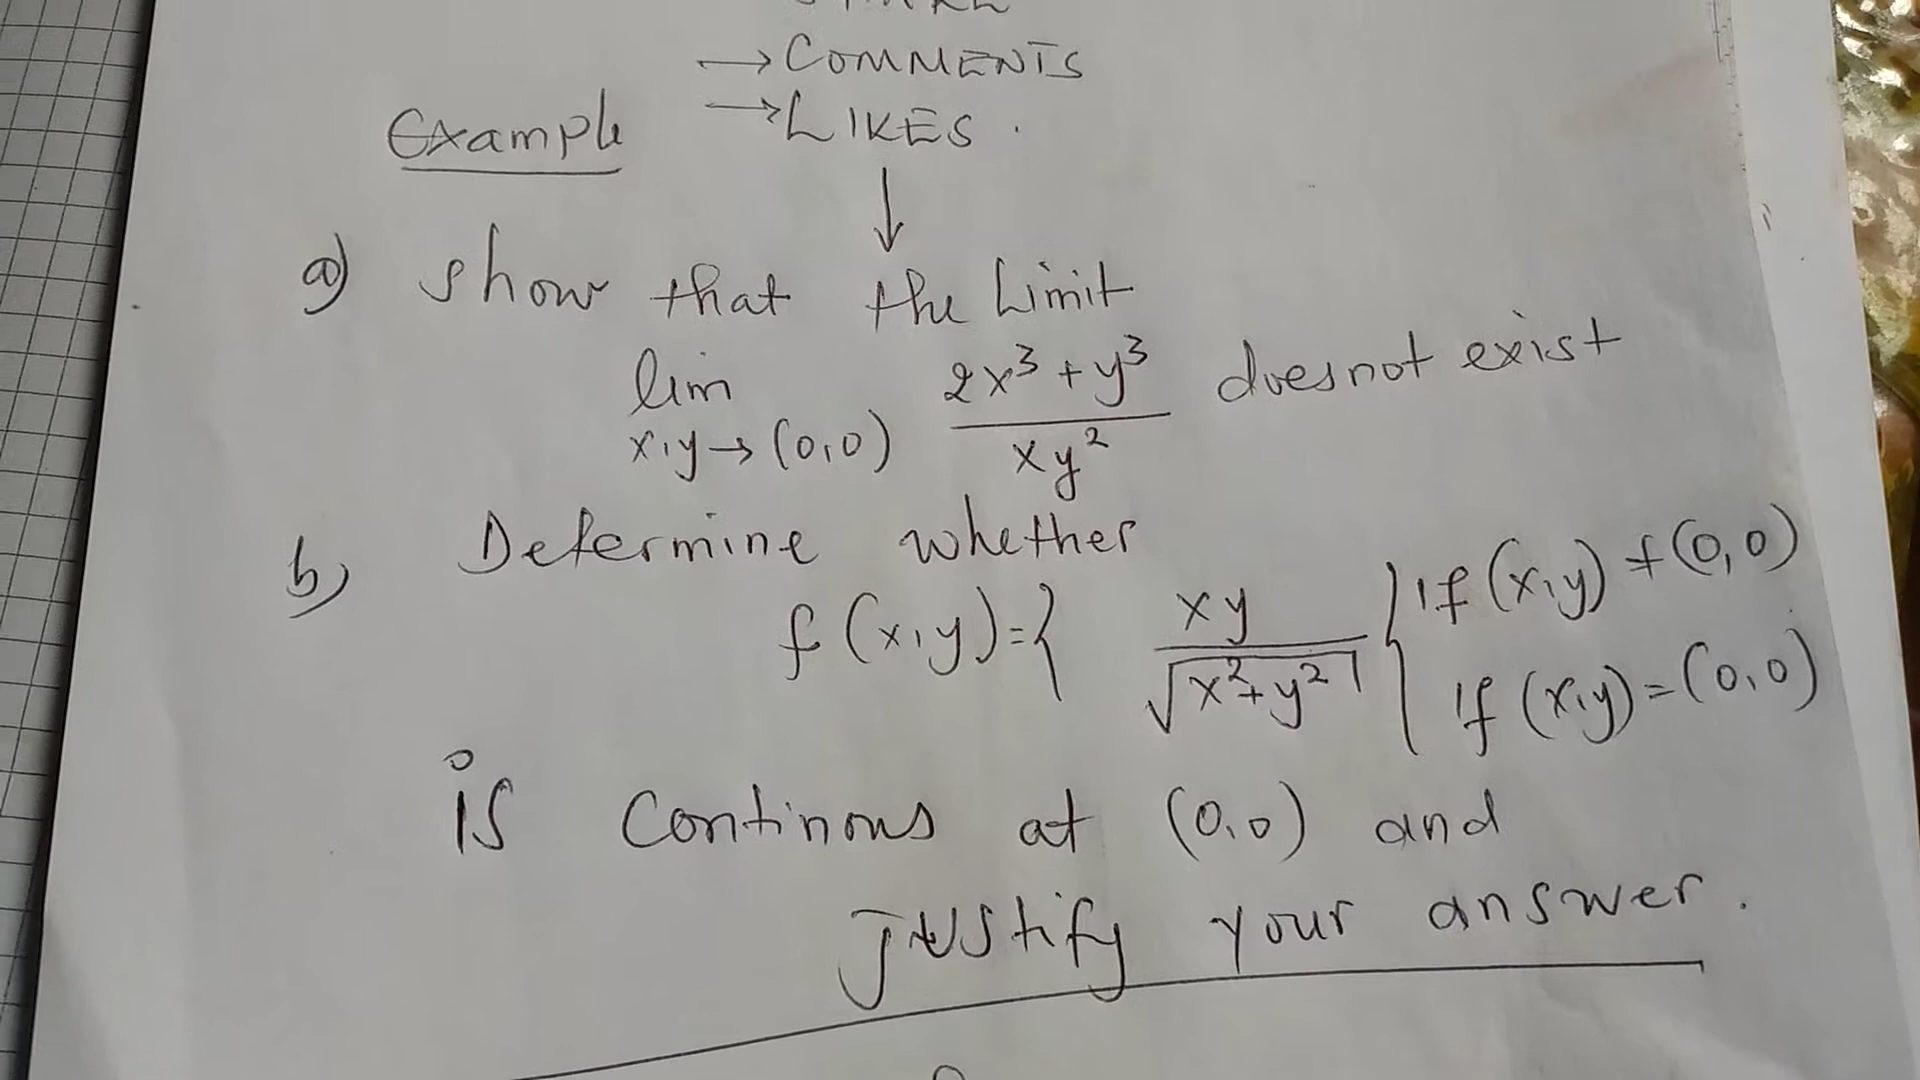 → COMMENTS
→ LIKES.
Example
↓
a) show that the Limit
lim x,y→(0,0) 2x³+y³ / xy² doesnot exist
b) Determine whether
f(x,y)={ xy / √x²+y² } if (x,y) ≠ (0,0)
if (x,y)=(0,0)
is Continous at (0,0) and
justify your answer.